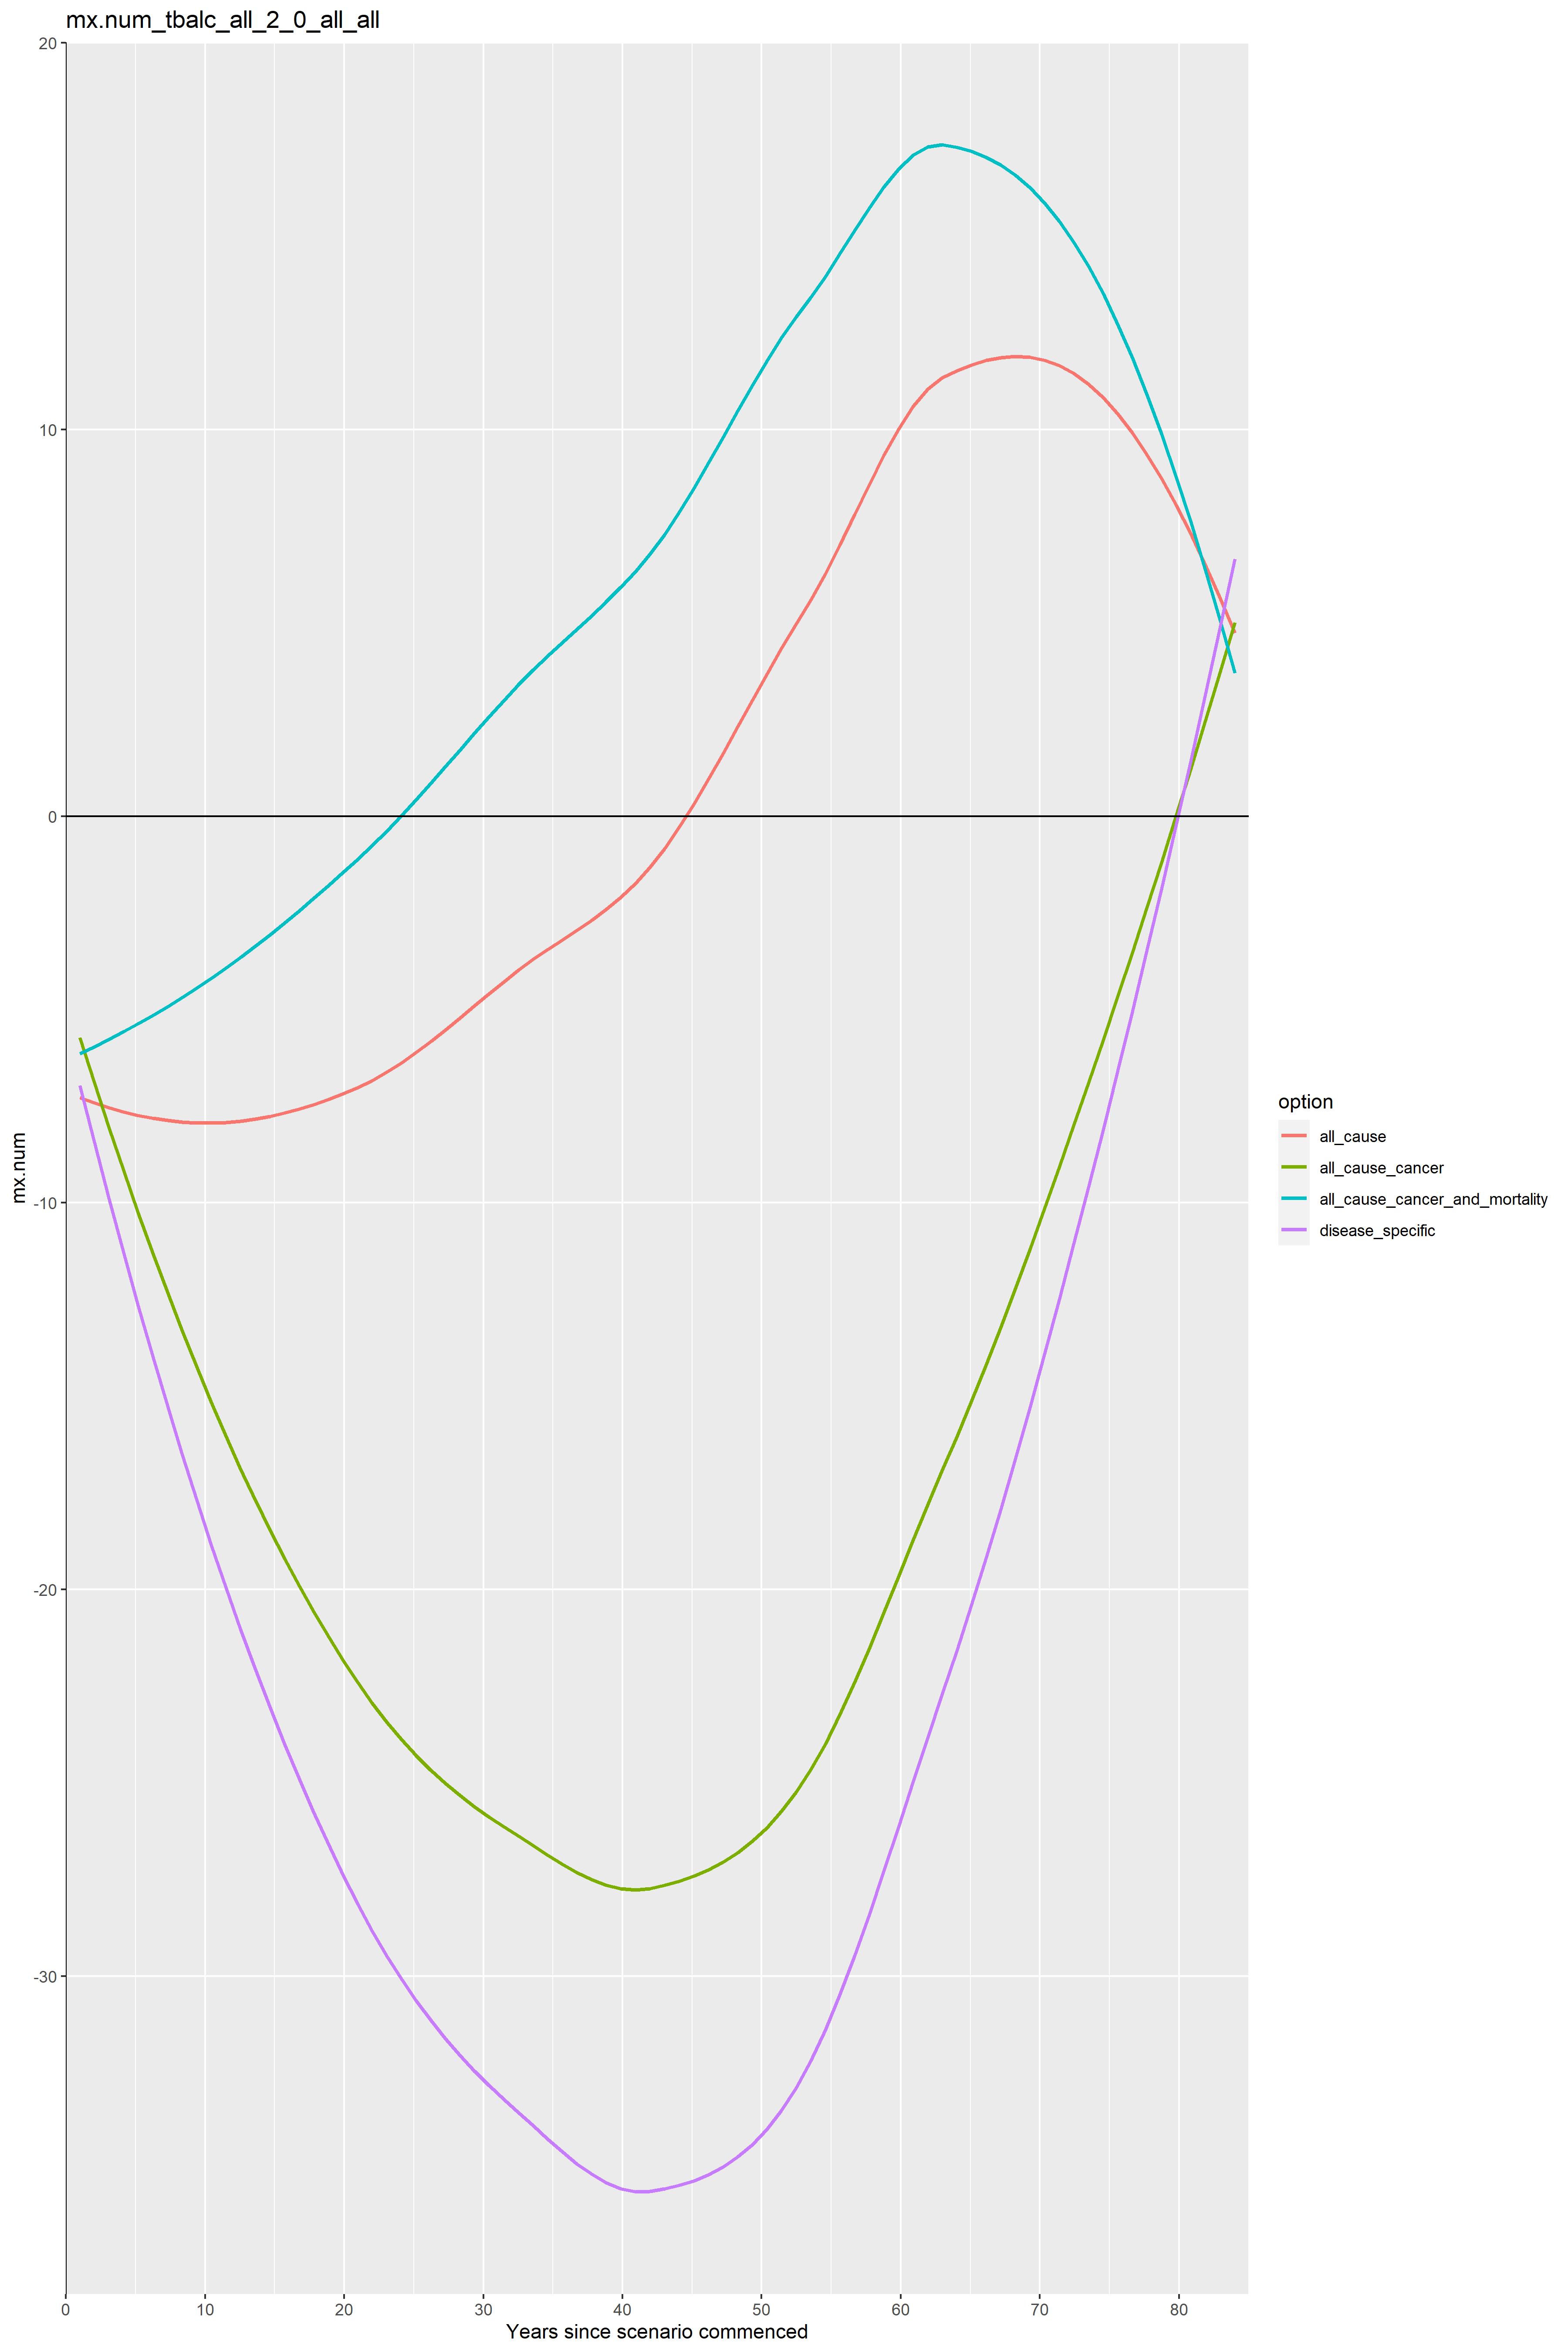 mx.num_tbalc_all_2_0_all_all
20
10
0
-10
-20
-30
mx.num
0 10 20 30 40 50 60 70 80
Years since scenario commenced
option
all_cause
all_cause_cancer
all_cause_cancer_and_mortality
disease_specific